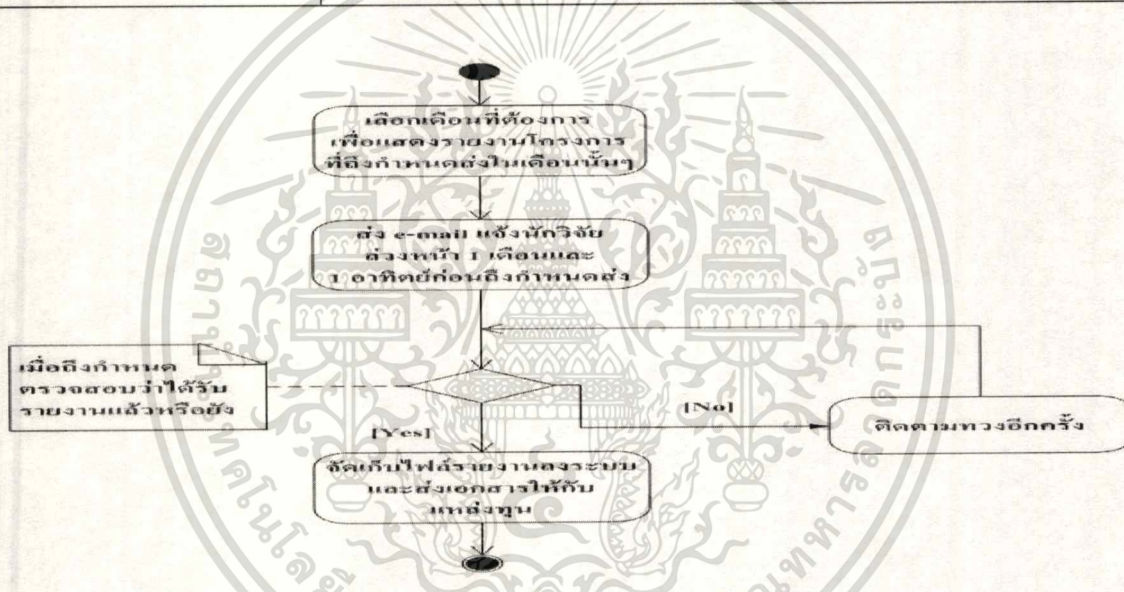 เลือกเดือนที่ต้องการ
เพื่อแสดงรายงานโครงการ
ที่ถึงกำหนดส่งในเดือนนั้นๆ
ส่ง e-mail แจ้งนักวิจัย
ล่วงหน้า 1 เดือนและ
1 อาทิตย์ก่อนถึงกำหนดส่ง
เมื่อถึงกำหนด
ตรวจสอบว่าได้รับ
รายงานแล้วหรือยัง
[No]
ติดตามทวงอีกครั้ง
[Yes]
จัดเก็บไฟล์รายงานลงระบบ
และส่งเอกสารให้กับ
แหล่งทุน